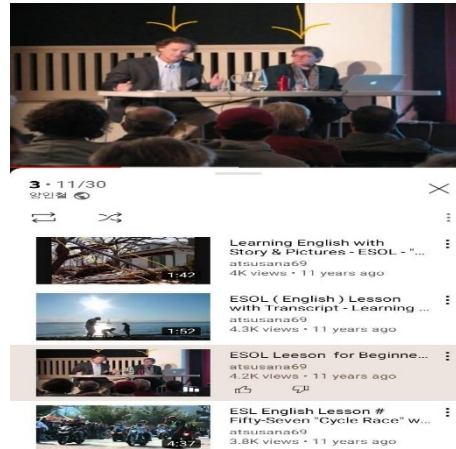 3 • 11/30
양인철
Learning English with
Story & Pictures - ESOL - "...
atsusana69
4K views • 11 years ago
1:42
ESOL ( English ) Lesson
with Transcript - Learning ...
atsusana69
4.3K views • 11 years ago
1:52
ESOL Leeson for Beginne...
atsusana69
4.2K views • 11 years ago
ESL English Lesson #
Fifty-Seven "Cycle Race" w...
atsusana69
3.8K views • 11 years ago
4:37